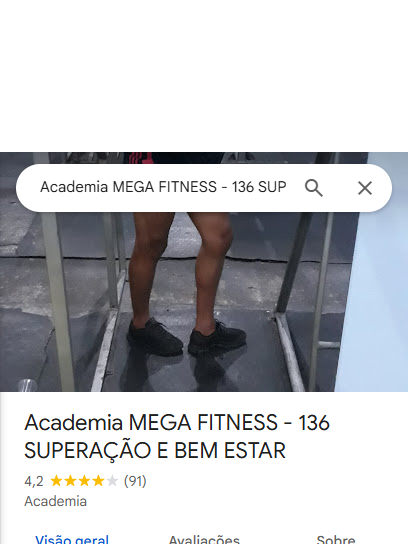 Academia MEGA FITNESS - 136 SUP
Academia MEGA FITNESS - 136
SUPERAÇÃO E BEM ESTAR
4,2 (91)
Academia
Visão geral Avaliações Sobre